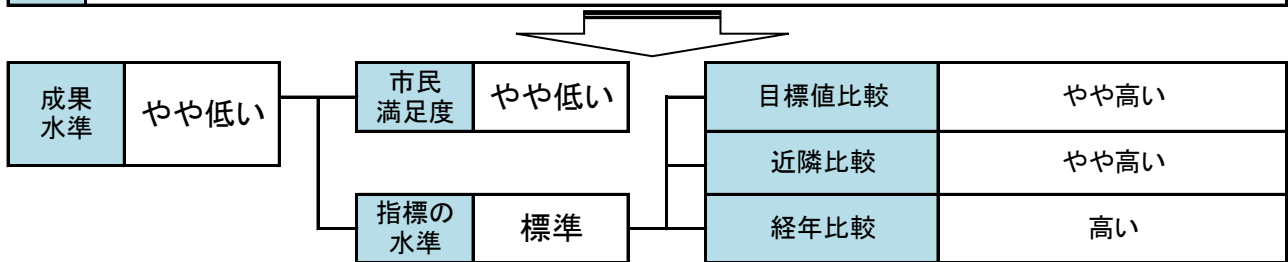 成果
水準
やや低い
市民
満足度
やや低い
指標の
水準
標準
目標値比較
やや高い
近隣比較
やや高い
経年比較
高い